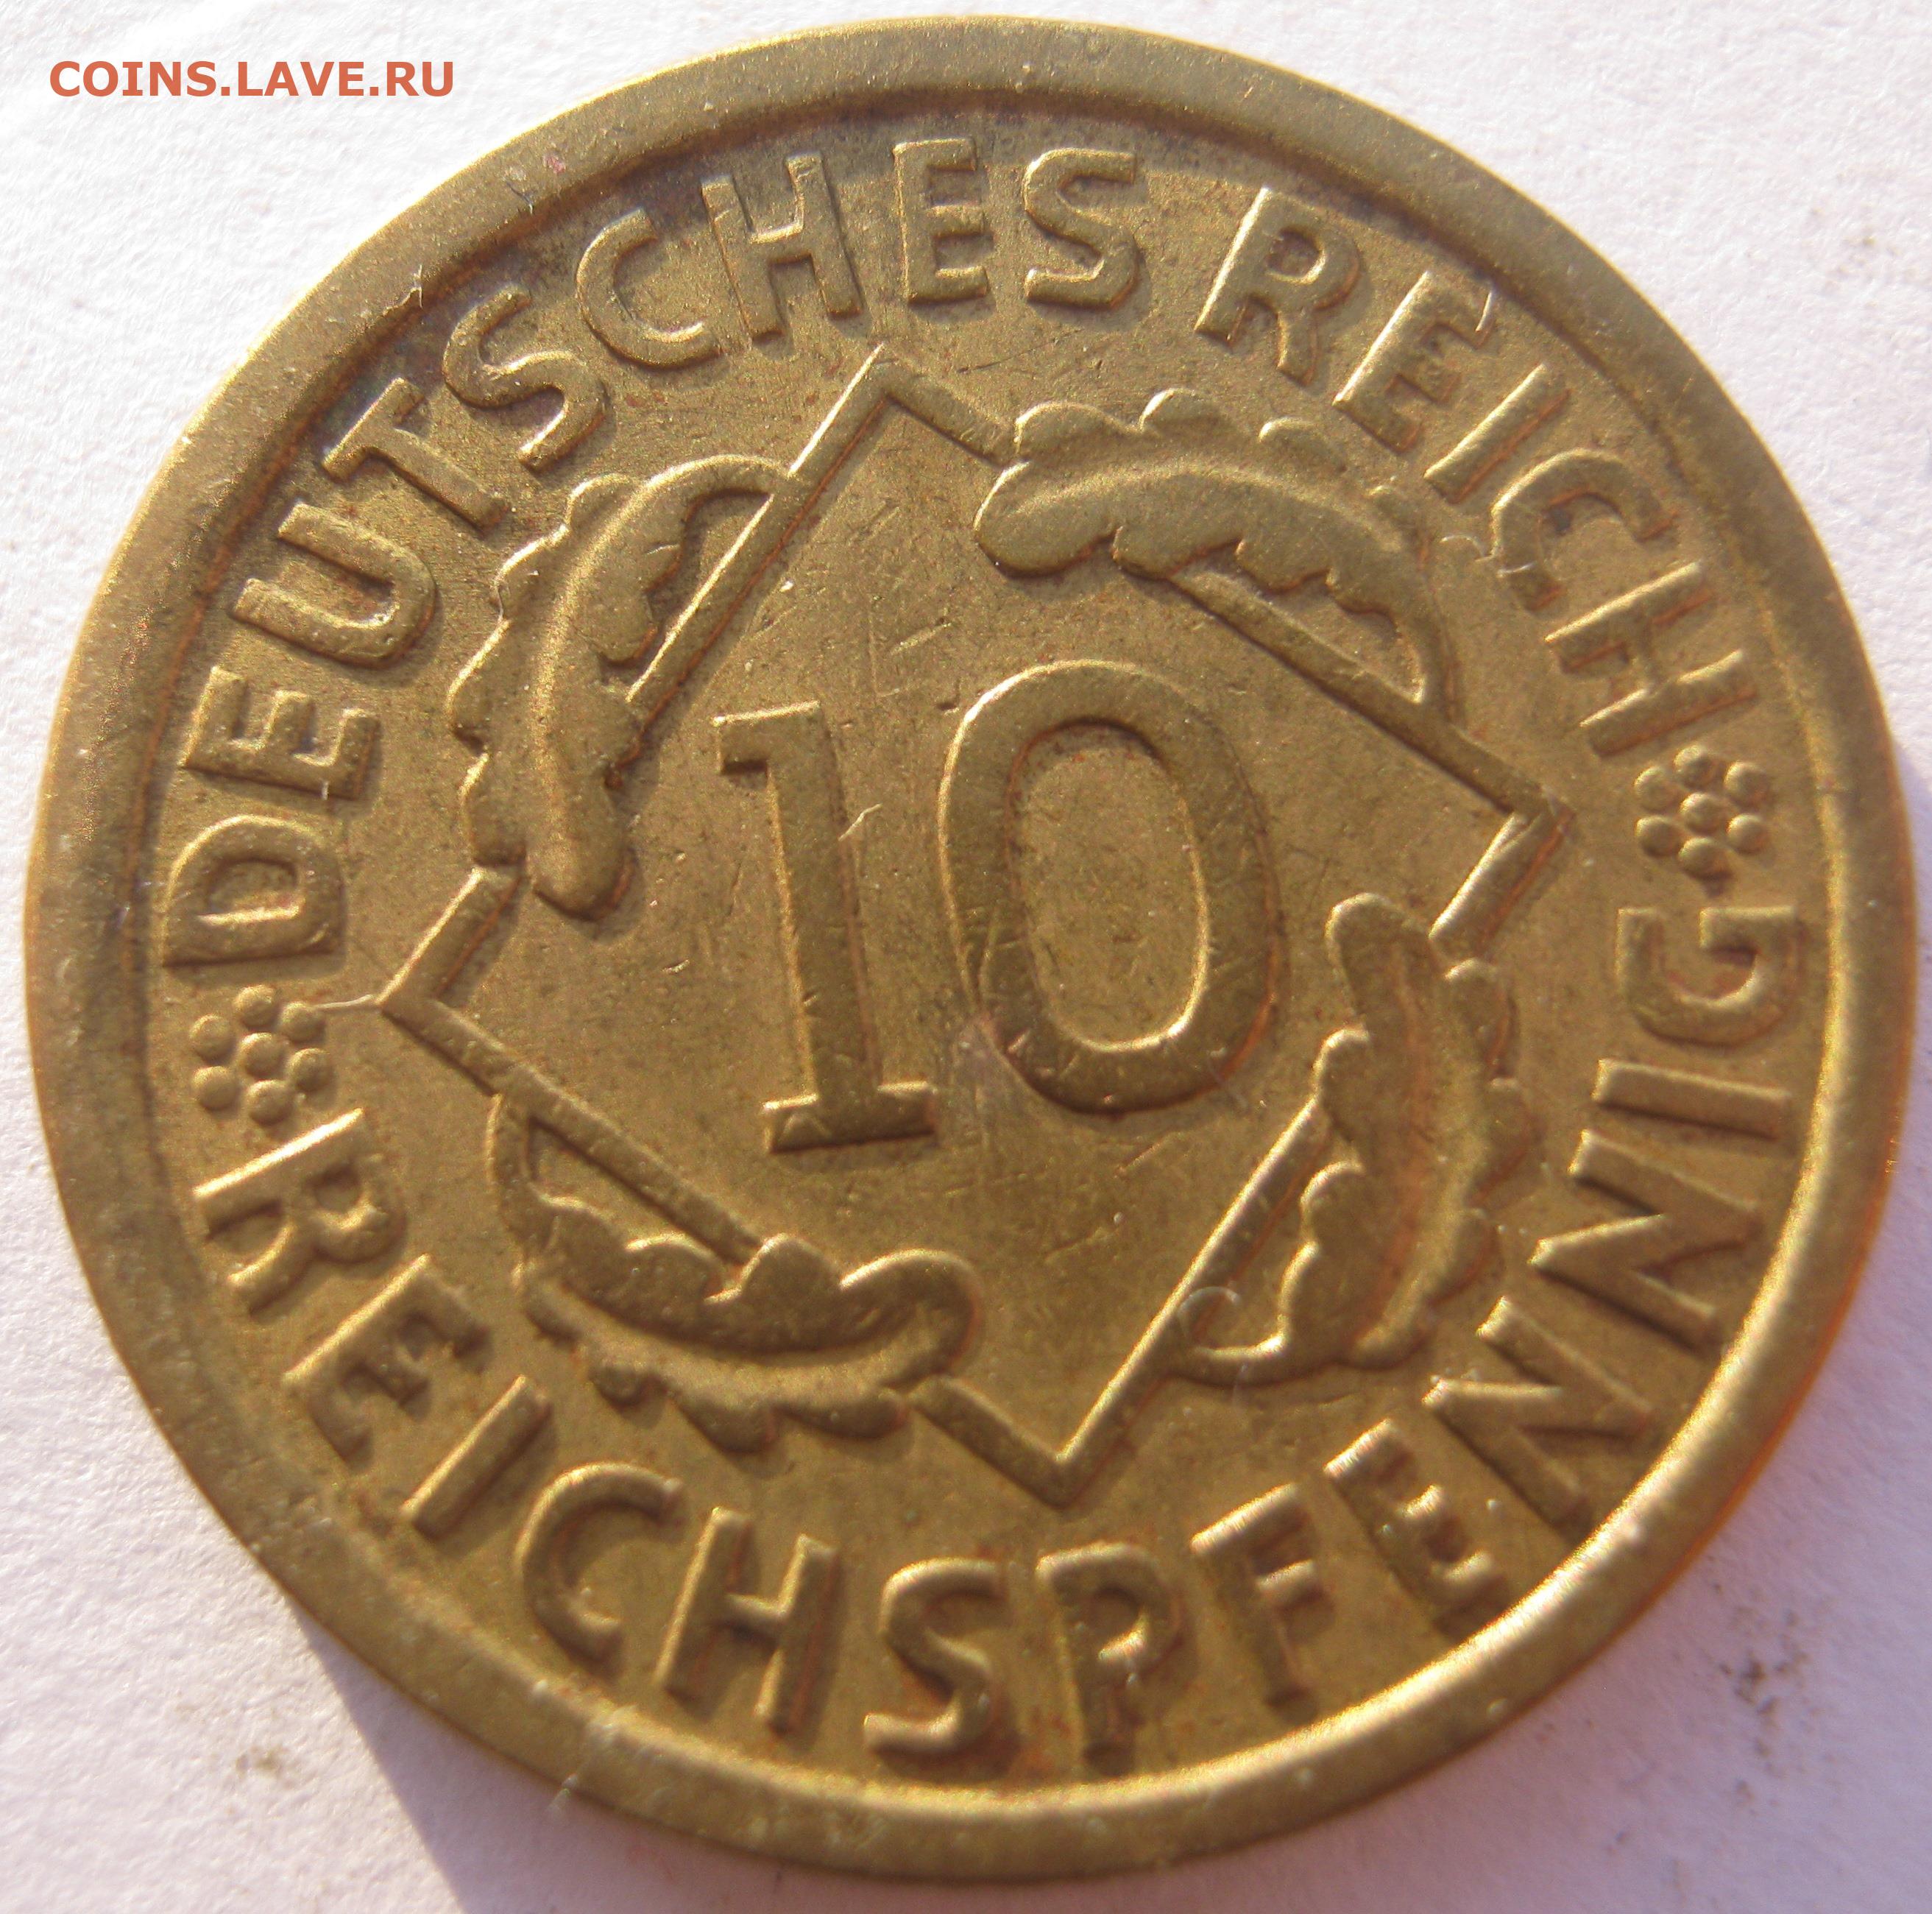 COINS.LAVE.RU
DEUTSCHES REICH
10
REICHSPFENNIG